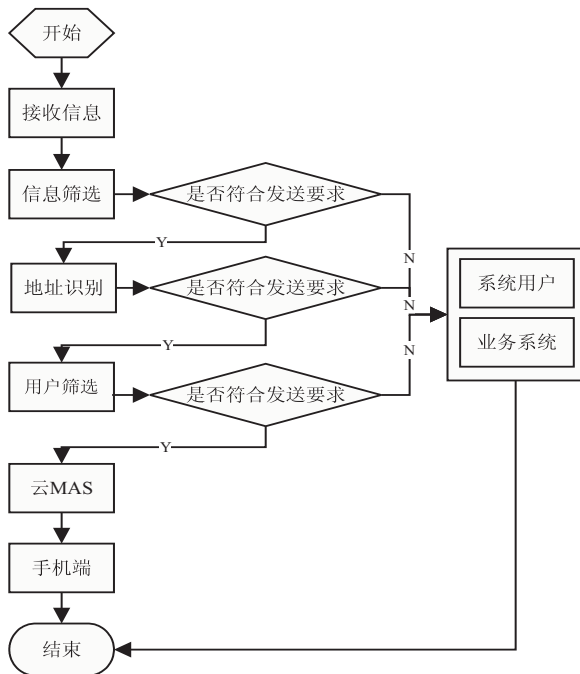 开始
接收信息
信息筛选
是否符合发送要求
Y
N
地址识别
是否符合发送要求
N
系统用户
业务系统
Y
N
用户筛选
是否符合发送要求
Y
云MAS
手机端
结束